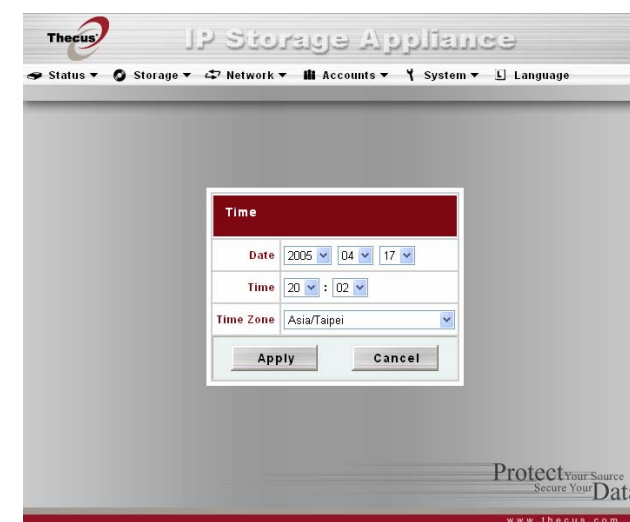 Thecus
IP Storage Appliance
Status Storage Network Accounts System Language
Time
Date 2005 04 17
Time 20 : 02
Time Zone Asia/Taipei
Apply Cancel
Protect Your Source
Secure Your Data
www.thecus.com